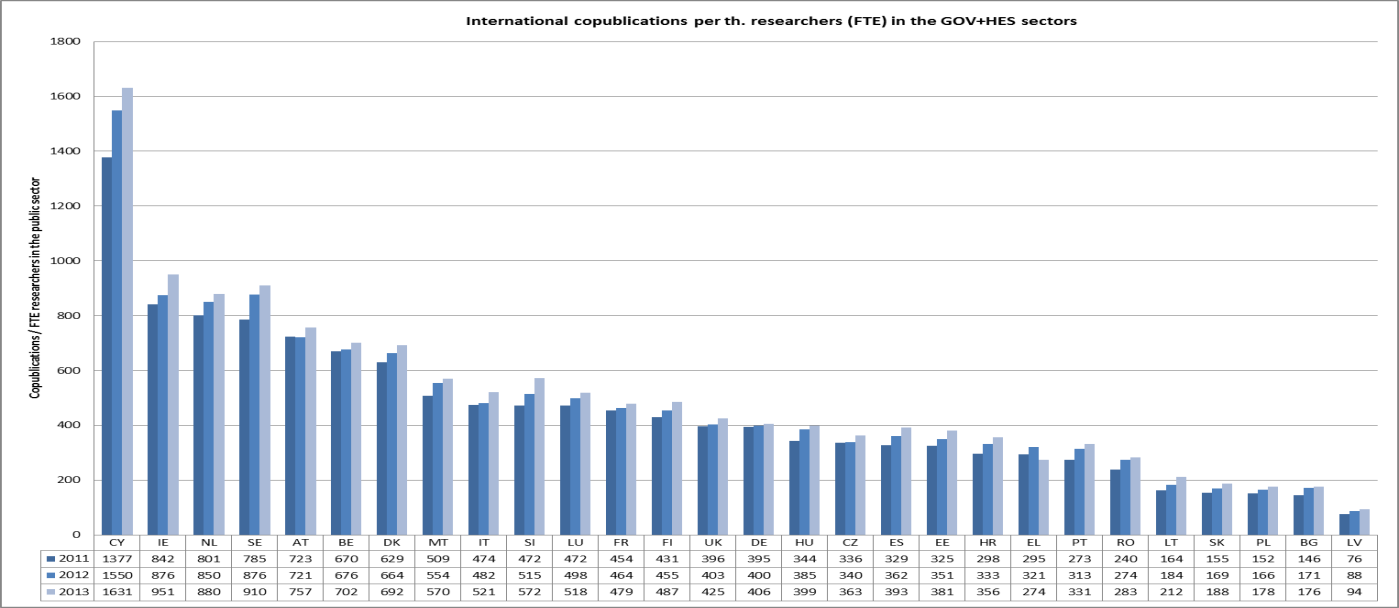 International copublications per th. researchers (FTE) in the GOV+HES sectors
Copublications / FTE researchers in the public sector
1800
1600
1400
1200
1000
800
600
400
200
0
CY IE NL SE AT BE DK MT IT SI LU FR FI UK DE HU CZ ES EE HR EL PT RO LT SK PL BG LV
2011 1377 842 801 785 723 670 629 509 474 472 472 454 431 396 395 344 336 329 325 298 295 273 240 164 155 152 146 76
2012 1550 876 850 876 721 676 664 554 482 515 498 464 455 403 400 385 340 362 351 333 321 313 274 184 169 166 171 88
2013 1631 951 880 910 757 702 692 570 521 572 518 479 487 425 406 399 363 393 381 356 274 331 283 212 188 178 176 94